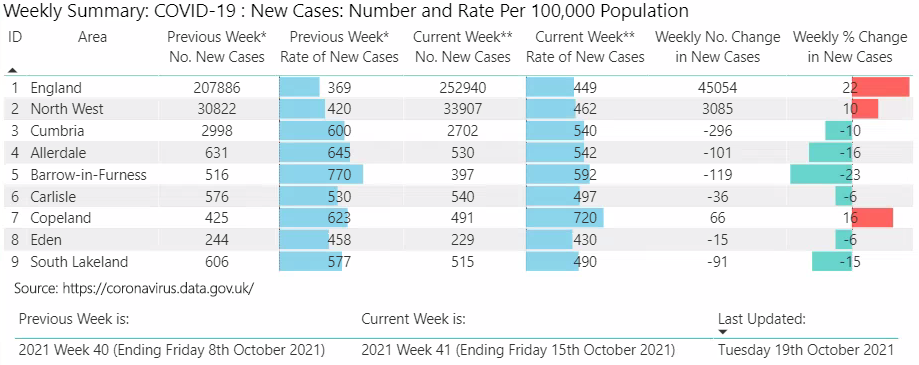 Weekly Summary: COVID-19 : New Cases: Number and Rate Per 100,000 Population
ID Area Previous Week* Previous Week* Current Week** Current Week** Weekly No. Change Weekly % Change
No. New Cases Rate of New Cases No. New Cases Rate of New Cases in New Cases in New Cases
1 England 207886 369 252940 449 45054 22
2 North West 30822 420 33907 462 3085 10
3 Cumbria 2998 600 2702 540 -296 -10
4 Allerdale 631 645 530 542 -101 -16
5 Barrow-in-Furness 516 770 397 592 -119 -23
6 Carlisle 576 530 540 497 -36 -6
7 Copeland 425 623 491 720 66 16
8 Eden 244 458 229 430 -15 -6
9 South Lakeland 606 577 515 490 -91 -15
Source: https://coronavirus.data.gov.uk/
Previous Week is: Current Week is: Last Updated:
2021 Week 40 (Ending Friday 8th October 2021) 2021 Week 41 (Ending Friday 15th October 2021) Tuesday 19th October 2021